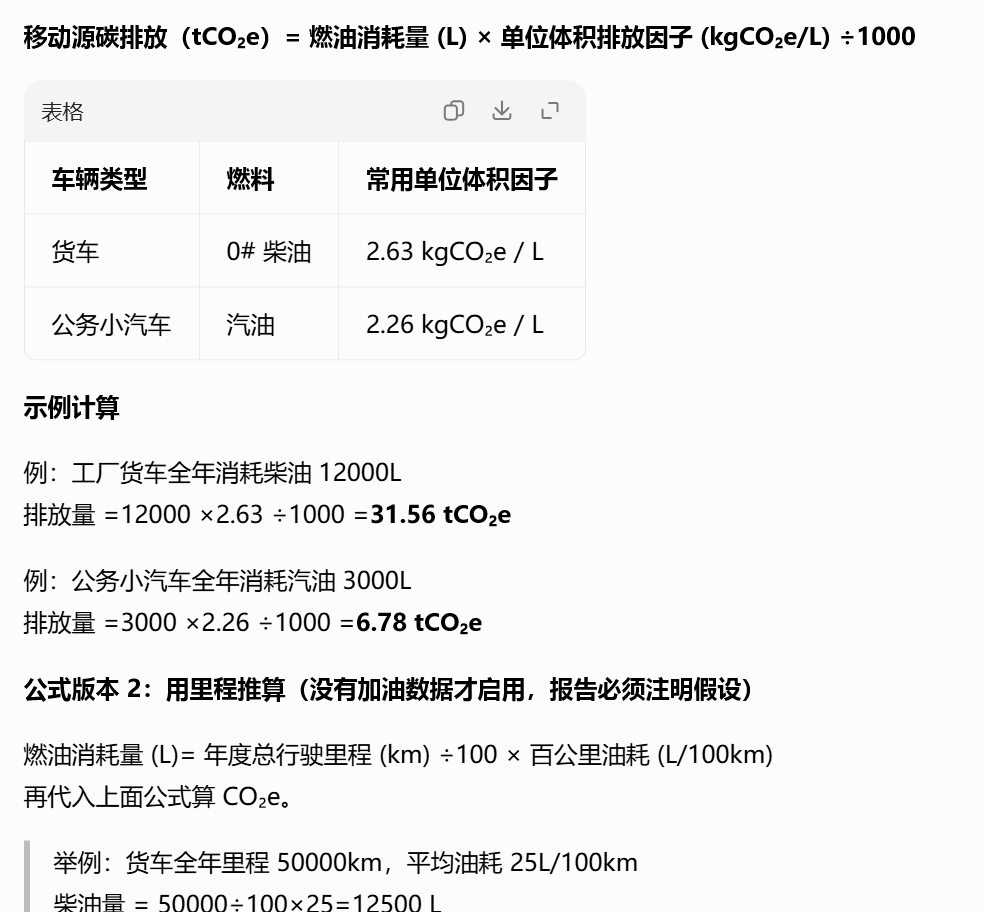 移动源碳排放（tCO₂e）= 燃油消耗量 (L) × 单位体积排放因子 (kgCO₂e/L) ÷1000
表格
车辆类型 燃料 常用单位体积因子
货车 0# 柴油 2.63 kgCO₂e / L
公务小汽车 汽油 2.26 kgCO₂e / L
示例计算
例：工厂货车全年消耗柴油 12000L
排放量 =12000 ×2.63 ÷1000 =31.56 tCO₂e
例：公务小汽车全年消耗汽油 3000L
排放量 =3000 ×2.26 ÷1000 =6.78 tCO₂e
公式版本 2：用里程推算（没有加油数据才启用，报告必须注明假设）
燃油消耗量 (L)= 年度总行驶里程 (km) ÷100 × 百公里油耗 (L/100km)
再代入上面公式算 CO₂e。
举例：货车全年里程 50000km，平均油耗 25L/100km
柴油量 = 50000÷100×25=12500 L